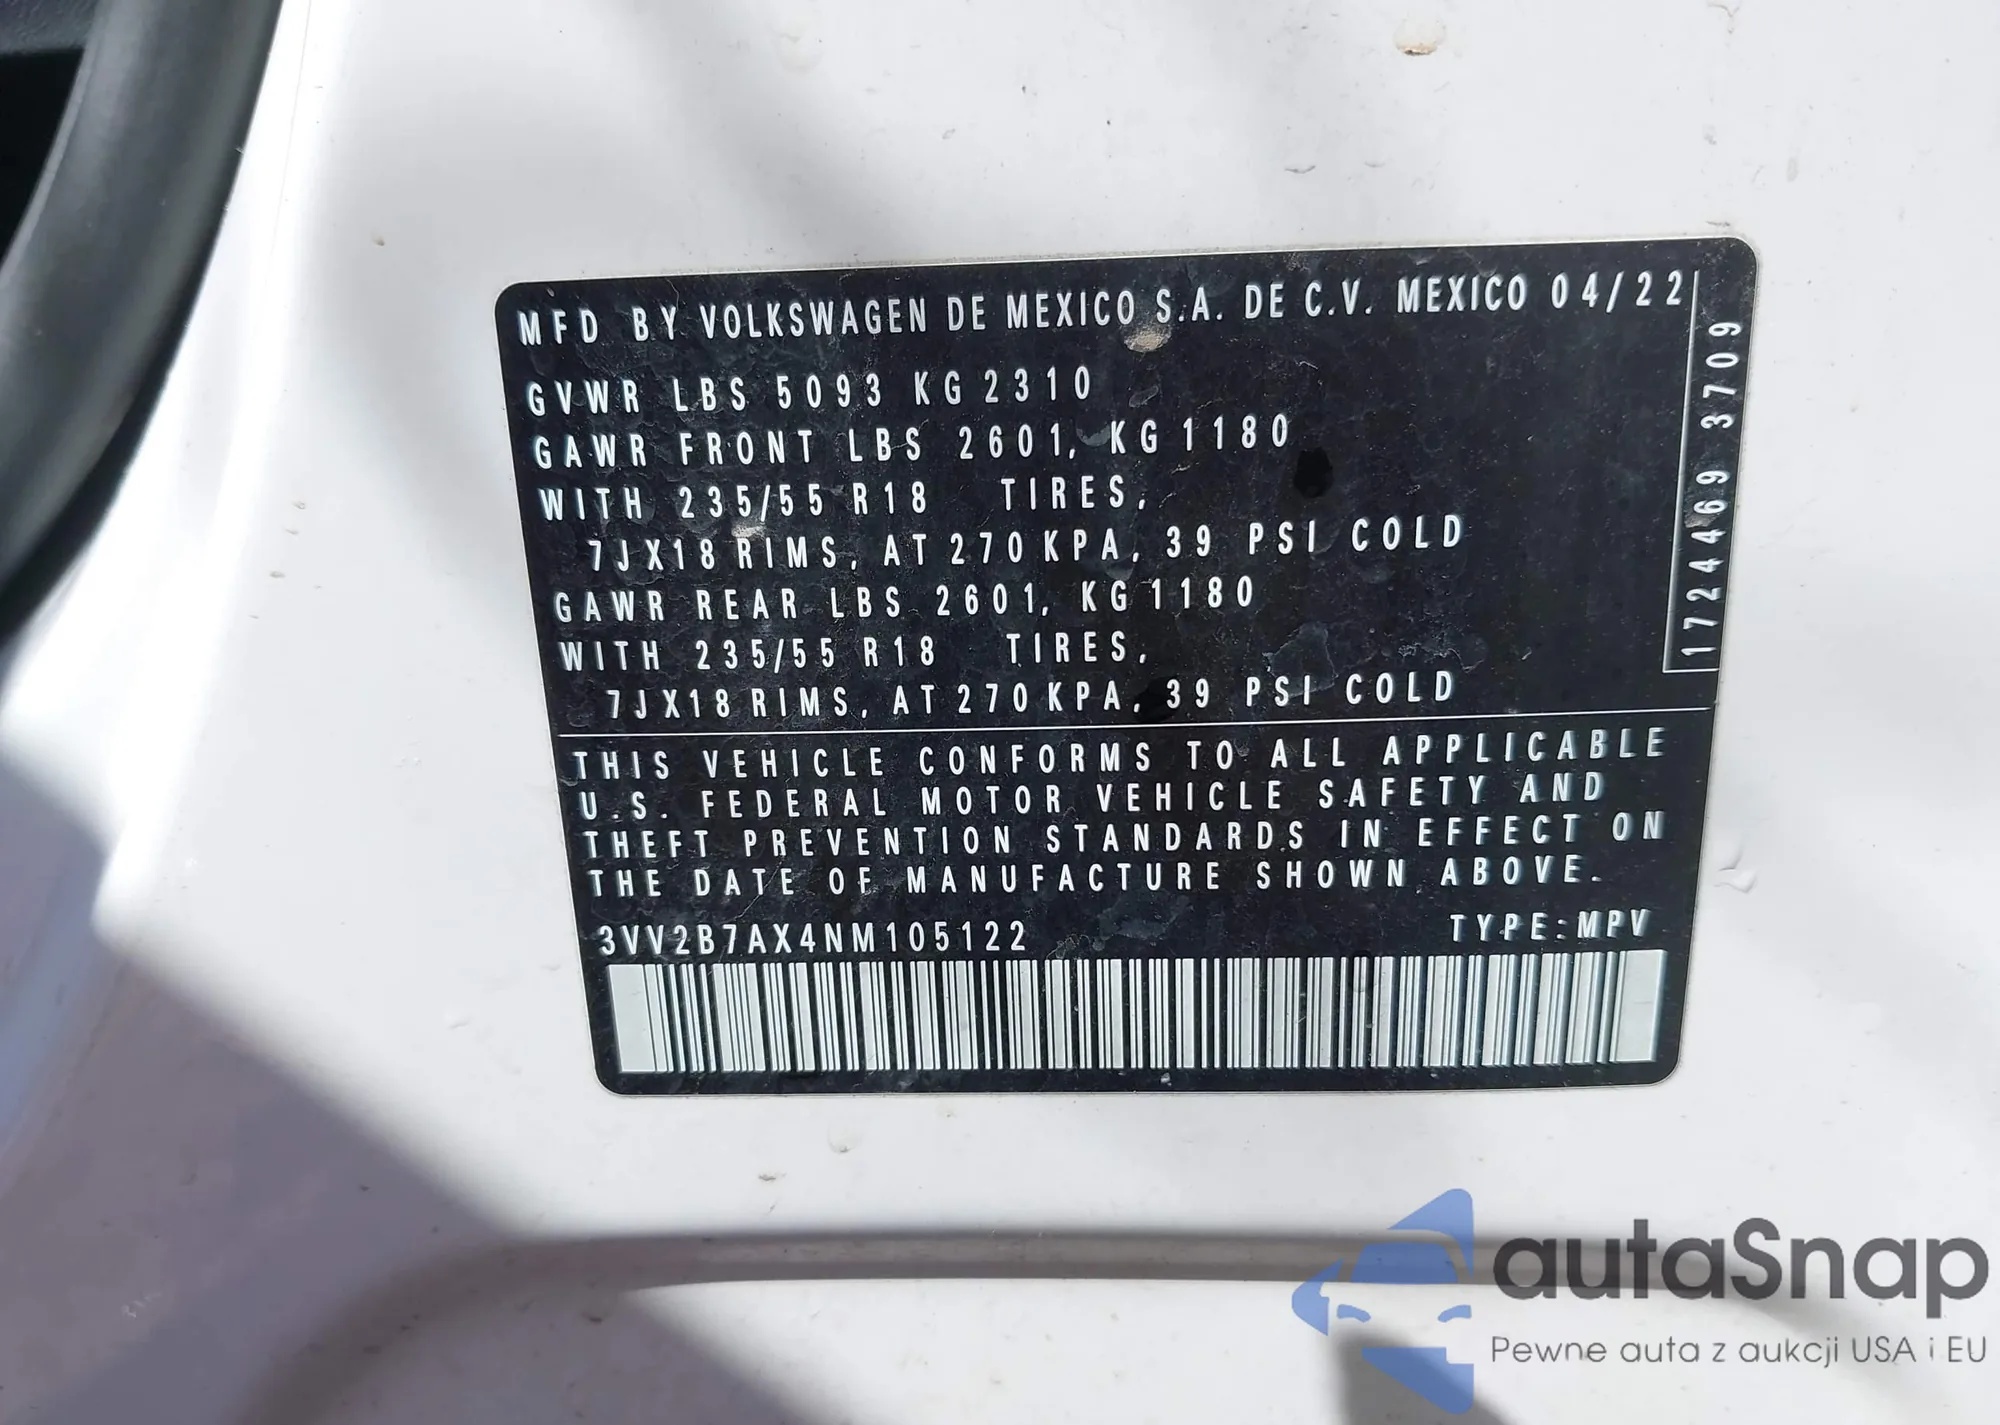 MFD BY VOLKSWAGEN DE MEXICO S.A. DE C.V. MEXICO 04/22
GVWR LBS 5093 KG 2310
GAWR FRONT LBS 2601, KG 1180
WITH 235/55 R18 TIRES,
7JX18 RIMS, AT 270 KPA, 39 PSI COLD
GAWR REAR LBS 2601, KG 1180
WITH 235/55 R18 TIRES,
7JX18 RIMS, AT 270 KPA, 39 PSI COLD
1724469 3709
THIS VEHICLE CONFORMS TO ALL APPLICABLE
U.S. FEDERAL MOTOR VEHICLE SAFETY AND
THEFT PREVENTION STANDARDS IN EFFECT ON
THE DATE OF MANUFACTURE SHOWN ABOVE.
3VV2B7AX4NM105122 TYPE: MPV
autaSnap
Pewne auta z aukcji USA i EU